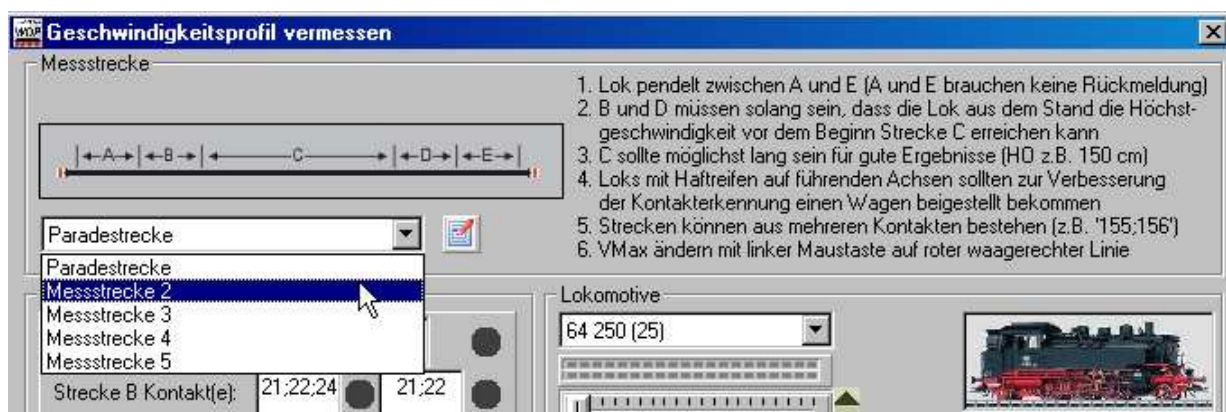 WDP Geschwindigkeitsprofil vermessen
Messstrecke
1. Lok pendelt zwischen A und E (A und E brauchen keine Rückmeldung)
2. B und D müssen solang sein, dass die Lok aus dem Stand die Höchst-
geschwindigkeit vor dem Beginn Strecke C erreichen kann
3. C sollte möglichst lang sein für gute Ergebnisse (HO z.B. 150 cm)
4. Loks mit Haftreifen auf führenden Achsen sollten zur Verbesserung
der Kontakterkennung einen Wagen beigestellt bekommen
5. Strecken können aus mehreren Kontakten bestehen (z.B. '155;156')
6. VMax ändern mit linker Maustaste auf roter waagerechter Linie
A B C D E
Paradestrecke
Paradestrecke
Messstrecke 2
Messstrecke 3
Messstrecke 4
Messstrecke 5
Strecke B Kontakt(e): 21;22;24 21;22
Lokomotive
64 250 (25)